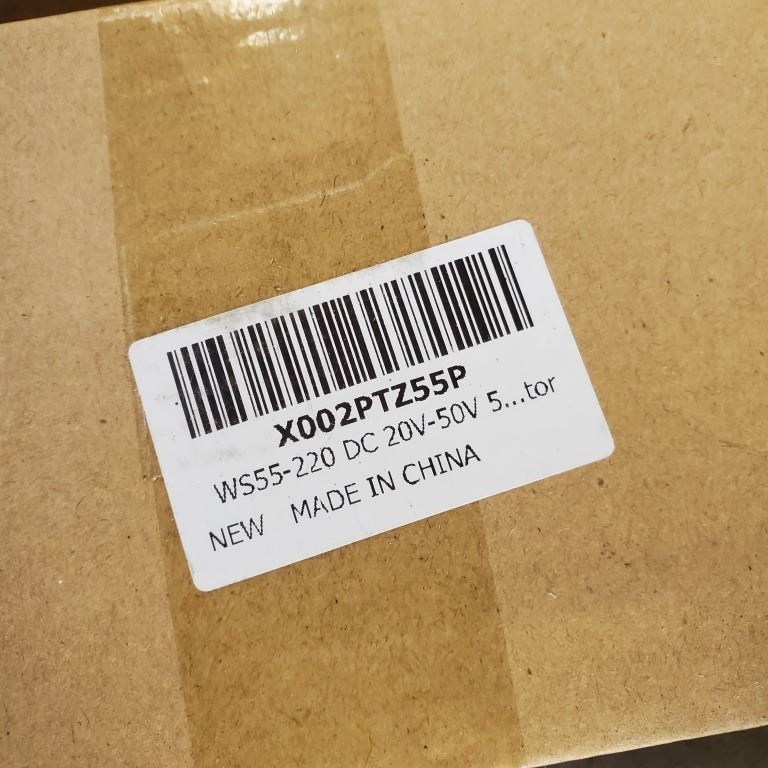 X002PTZ55P
WS55-220 DC 20V-50V 5...tor
NEW MADE IN CHINA